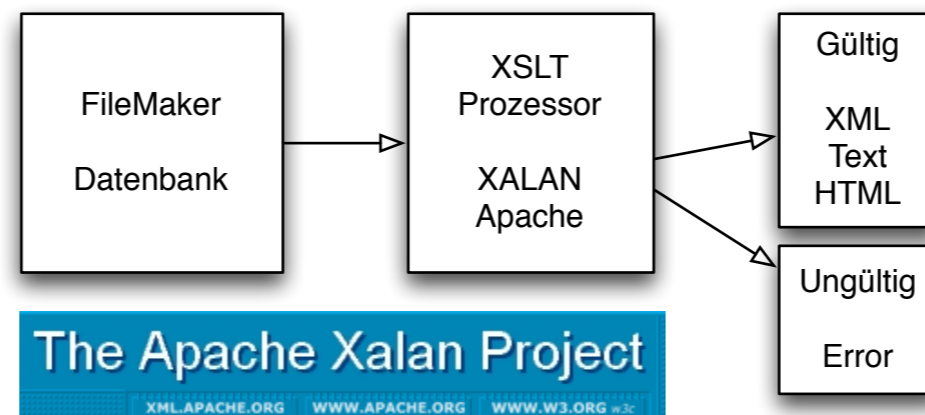 FileMaker
Datenbank
XSLT
Prozessor
XALAN
Apache
Gültig
XML
Text
HTML
Ungültig
Error
The Apache Xalan Project
XML.APACHE.ORG WWW.APACHE.ORG WWW.W3.ORG w3c